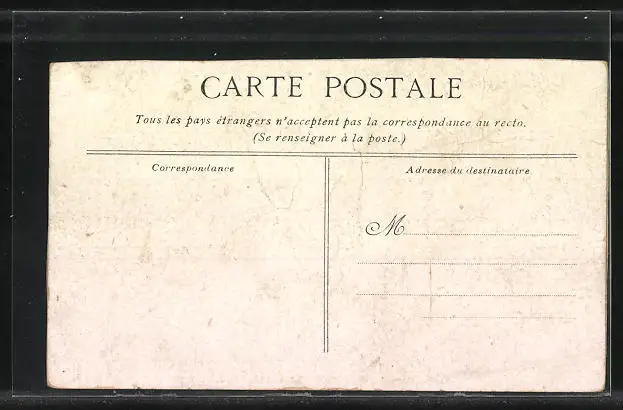 CARTE POSTALE
Tous les pays étrangers n'acceptent pas la correspondance au recto.
(Se renseigner à la poste.)
Correspondance
Adresse du destinataire
M